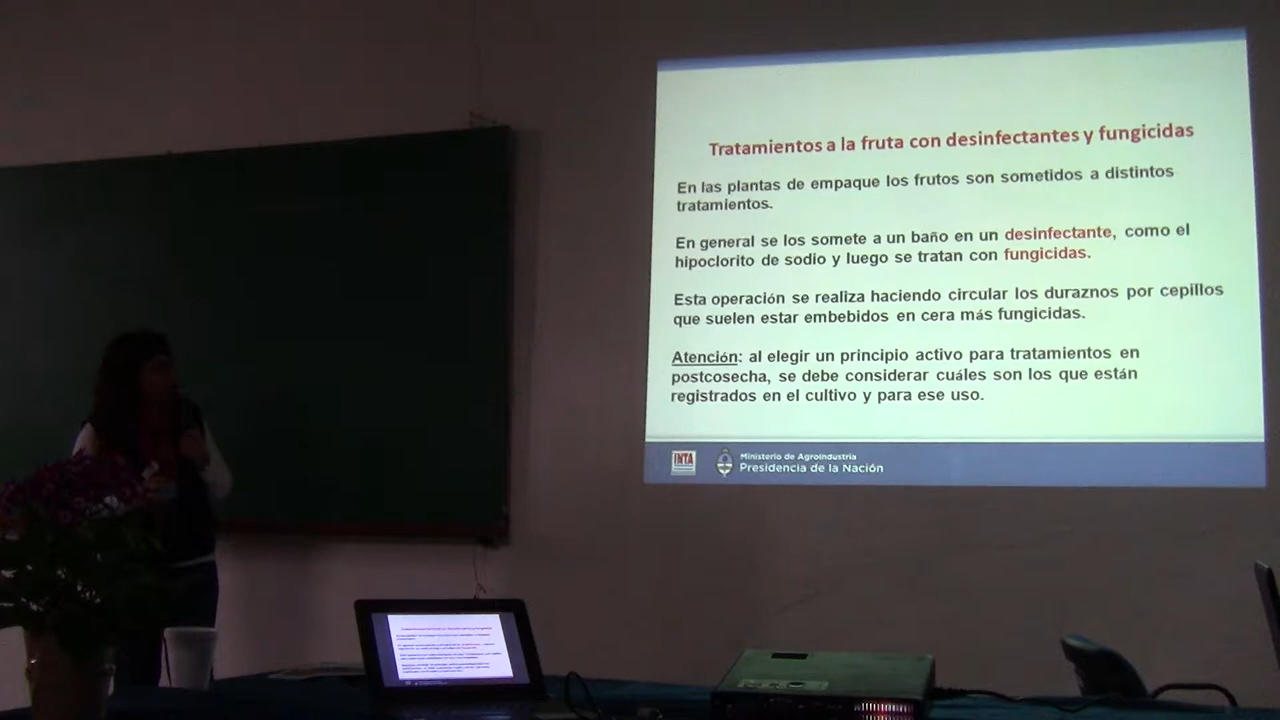 Tratamientos a la fruta con desinfectantes y fungicidas
En las plantas de empaque los frutos son sometidos a distintos
tratamientos.
En general se los somete a un baño en un desinfectante, como el
hipoclorito de sodio y luego se tratan con fungicidas.
Esta operación se realiza haciendo circular los duraznos por cepillos
que suelen estar embebidos en cera más fungicidas.
Atención: al elegir un principio activo para tratamientos en
postcosecha, se debe considerar cuáles son los que están
registrados en el cultivo y para ese uso.
INTA
Ministerio de Agroindustria
Presidencia de la Nación